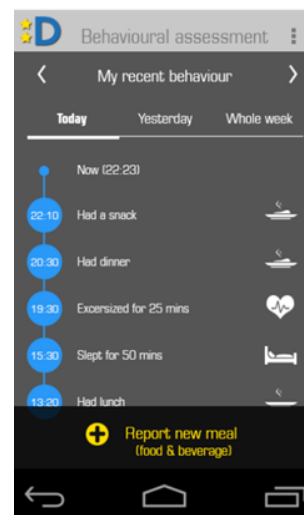 D Behavioural assessment
My recent behaviour
Today Yesterday Whole week
Now (22:23)
22:10 Had a snack
20:30 Had dinner
19:30 Excersized for 25 mins
15:30 Slept for 50 mins
13:20 Had lunch
Report new meal
(food & beverage)